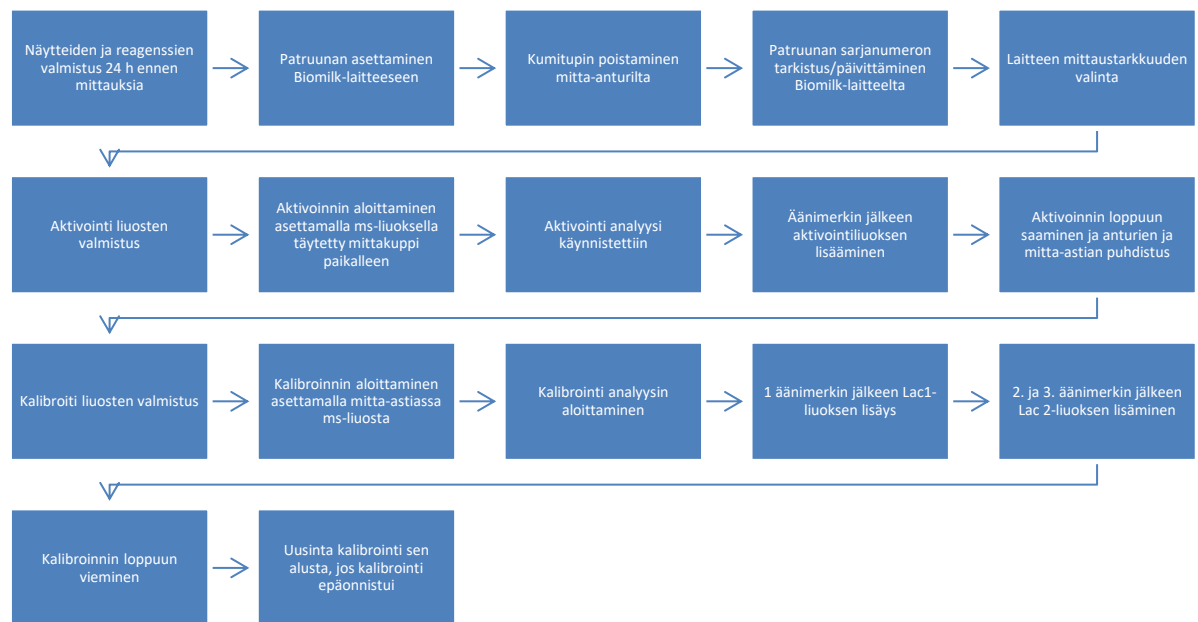 Näytteiden ja reagenssien
valmistus 24 h ennen
mittauksia
Patruunan asettaminen
Biomilk-laitteeseen
Kumitupin poistaminen
mitta-anturilta
Patruunan sarjanumeron
tarkistus/päivittäminen
Biomilk-laitteelta
Laitteen mittaustarkkuuden
valinta
Aktivointi liuosten
valmistus
Aktivoinnin aloittaminen
asettamalla ms-liuoksella
täytetty mittakuppi
paikalleen
Aktivointi analyysi
käynnistettiin
Äänimerkin jälkeen
aktivointiliuoksen
lisääminen
Aktivoinnin loppuun
saaminen ja anturien ja
mitta-astian puhdistus
Kalibroiti liuosten valmistus
Kalibroinnin aloittaminen
asettamalla mitta-astiassa
ms-liuosta
Kalibrointi analyysin
aloittaminen
1 äänimerkin jälkeen Lac1-
liuoksen lisäys
2. ja 3. äänimerkin jälkeen
Lac 2-liuoksen lisäminen
Kalibroinnin loppuun
vieminen
Uusinta kalibrointi sen
alusta, jos kalibrointi
epäonnistui